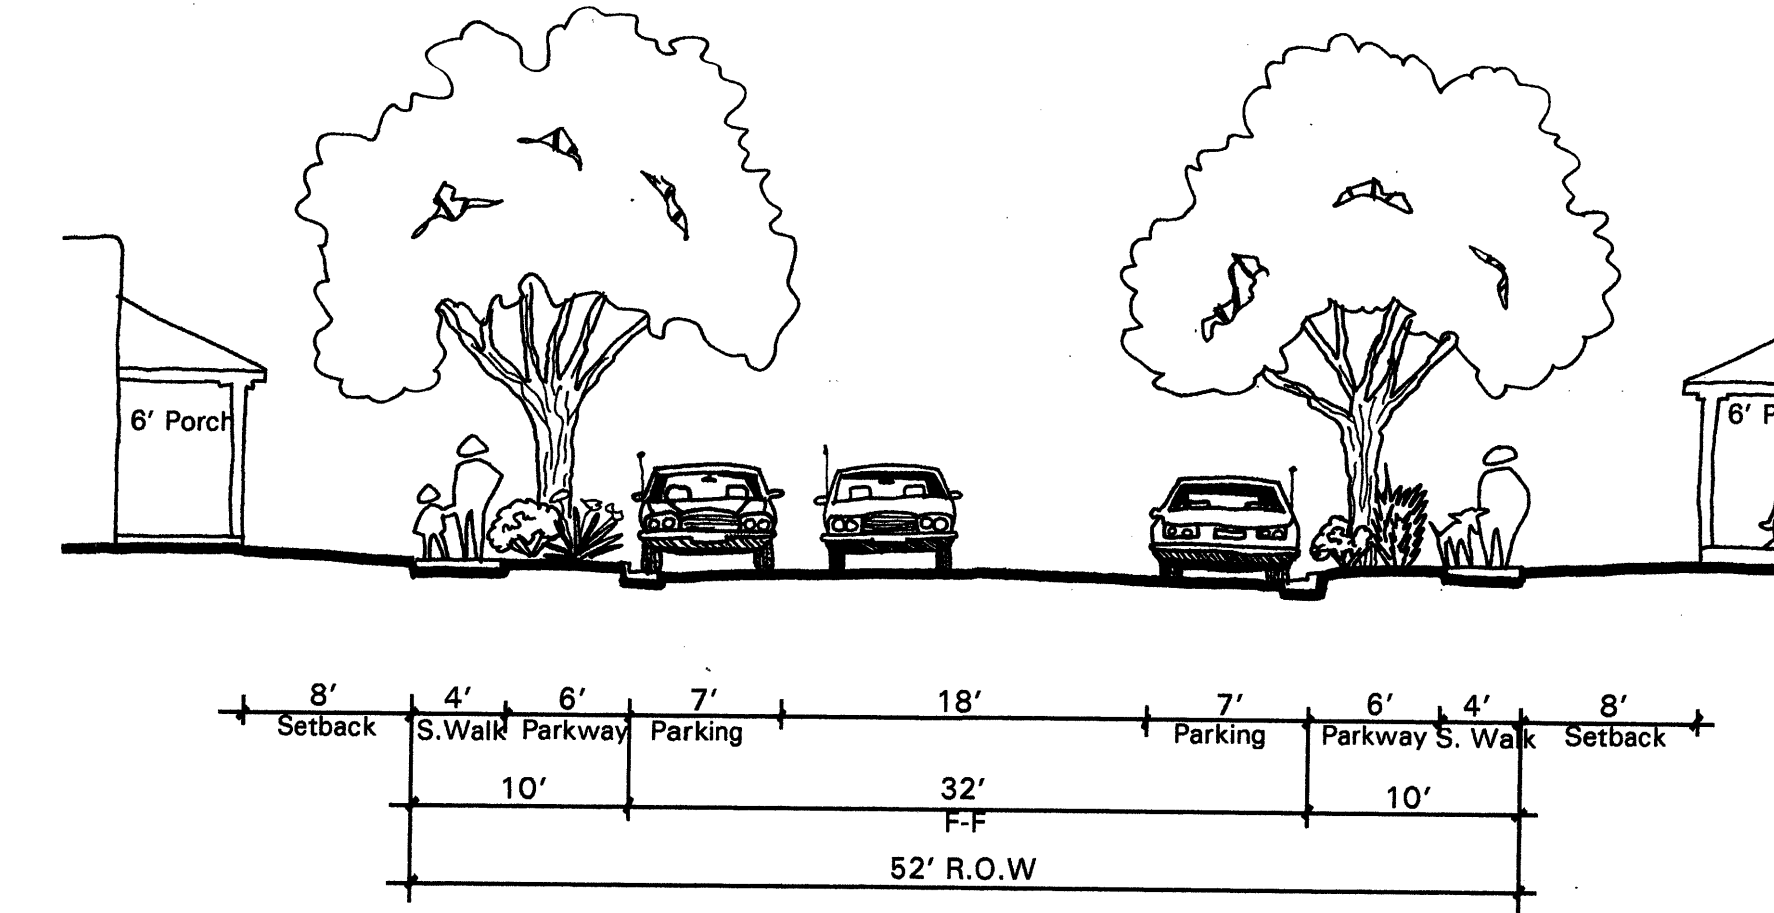 6' Porch
6' P
8' 4' 6' 7' 18' 7' 6' 4' 8'
Setback S.Walk Parkway Parking Parking Parkway S. Walk Setback
10' 32' 10'
F-F
52' R.O.W